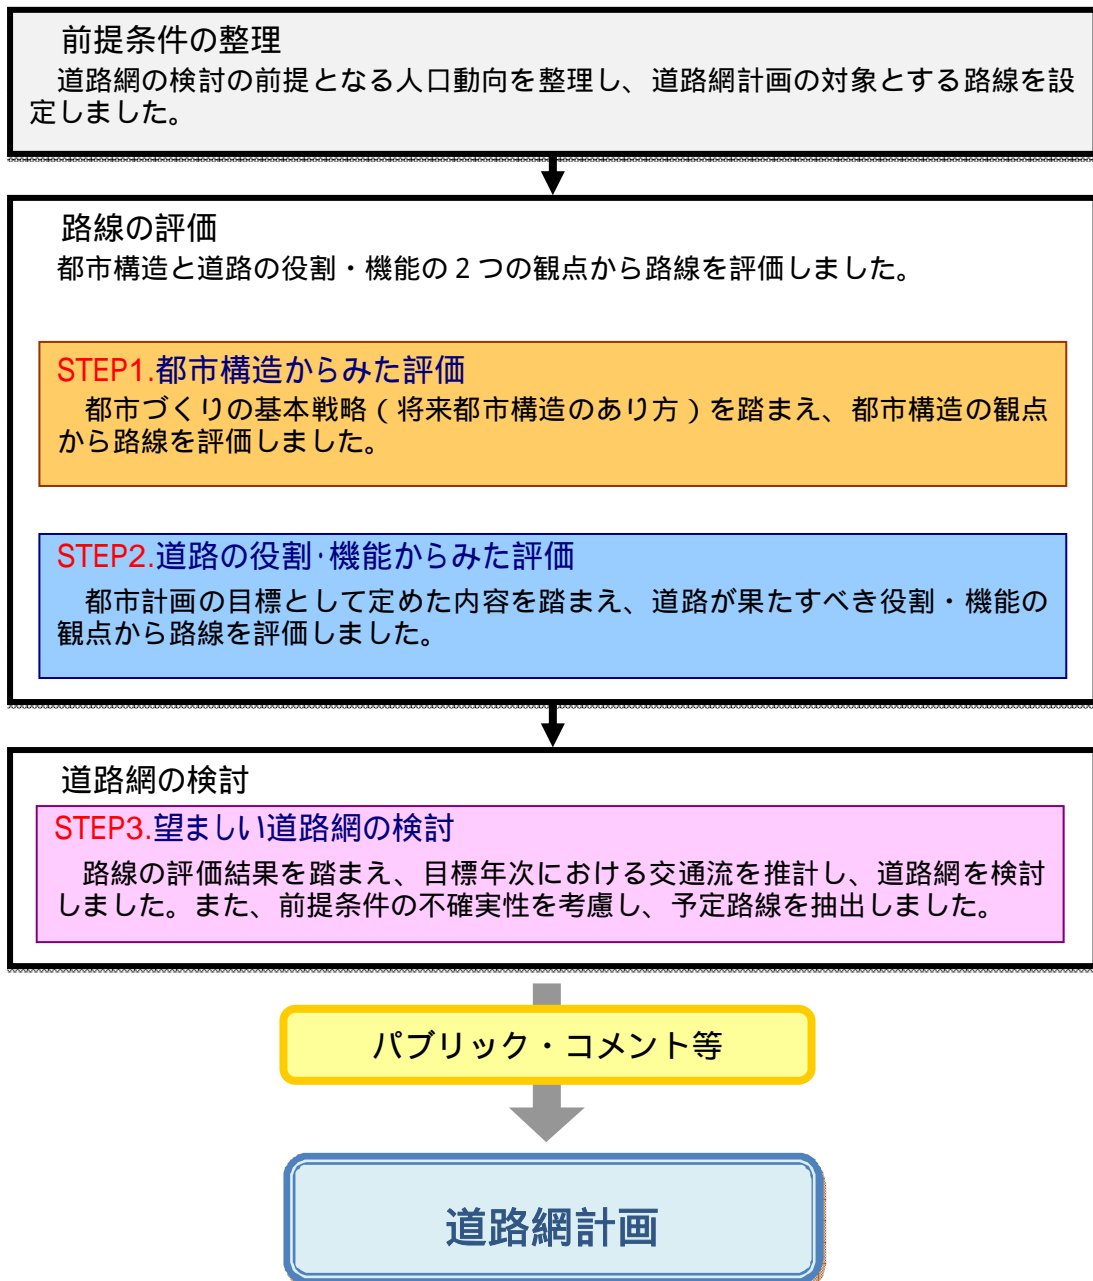 前提条件の整理
道路網の検討の前提となる人口動向を整理し、道路網計画の対象とする路線を設
定しました。
路線の評価
都市構造と道路の役割・機能の２つの観点から路線を評価しました。
STEP1.都市構造からみた評価
都市づくりの基本戦略（将来都市構造のあり方）を踏まえ、都市構造の観点
から路線を評価しました。
STEP2.道路の役割･機能からみた評価
都市計画の目標として定めた内容を踏まえ、道路が果たすべき役割・機能の
観点から路線を評価しました。
道路網の検討
STEP3.望ましい道路網の検討
路線の評価結果を踏まえ、目標年次における交通流を推計し、道路網を検討
しました。また、前提条件の不確実性を考慮し、予定路線を抽出しました。
パブリック・コメント等
道路網計画